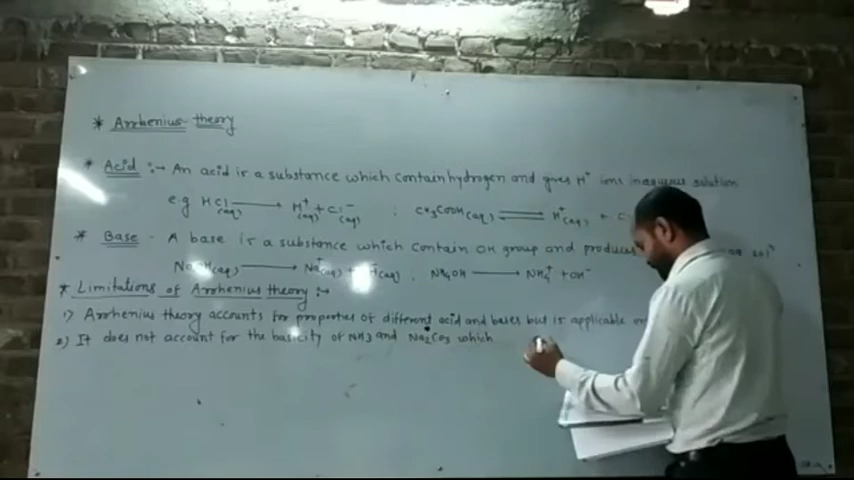 * Arrhenius theory
* Acid :→ An acid is a substance which contain hydrogen and gives H⁺ ions in aqueous solution
e.g HCl(aq) ⟶ H⁺(aq) + Cl⁻(aq) ; CH₃COOH(aq) ⇌ H⁺(aq) + C
* Base - A base is a substance which contain OH group and produce
Na H(aq) ⟶ Na⁺(aq) + (aq) . NH₄OH ⟶ NH₄⁺ + OH⁻
* Limitations of Arrhenius theory :→
1) Arrhenius theory accounts for properties of different acid and bases but is applicable
2) It does not account for the basicity of NH3 and Na₂CO₃ which